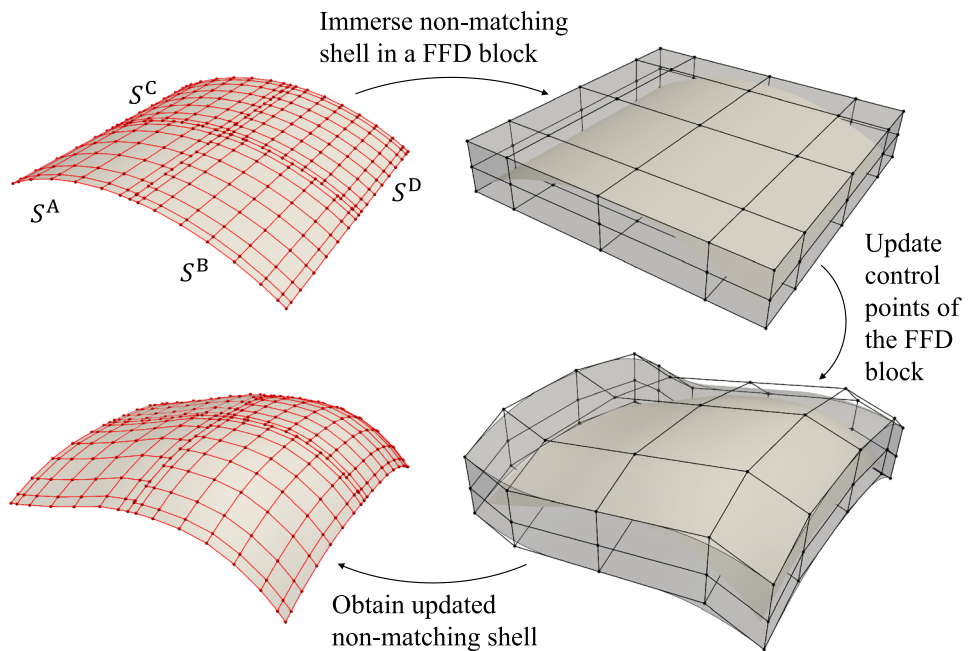 Immerse non-matching
shell in a FFD block
S^C
S^A
S^D
S^B
Update
control
points of
the FFD
block
Obtain updated
non-matching shell